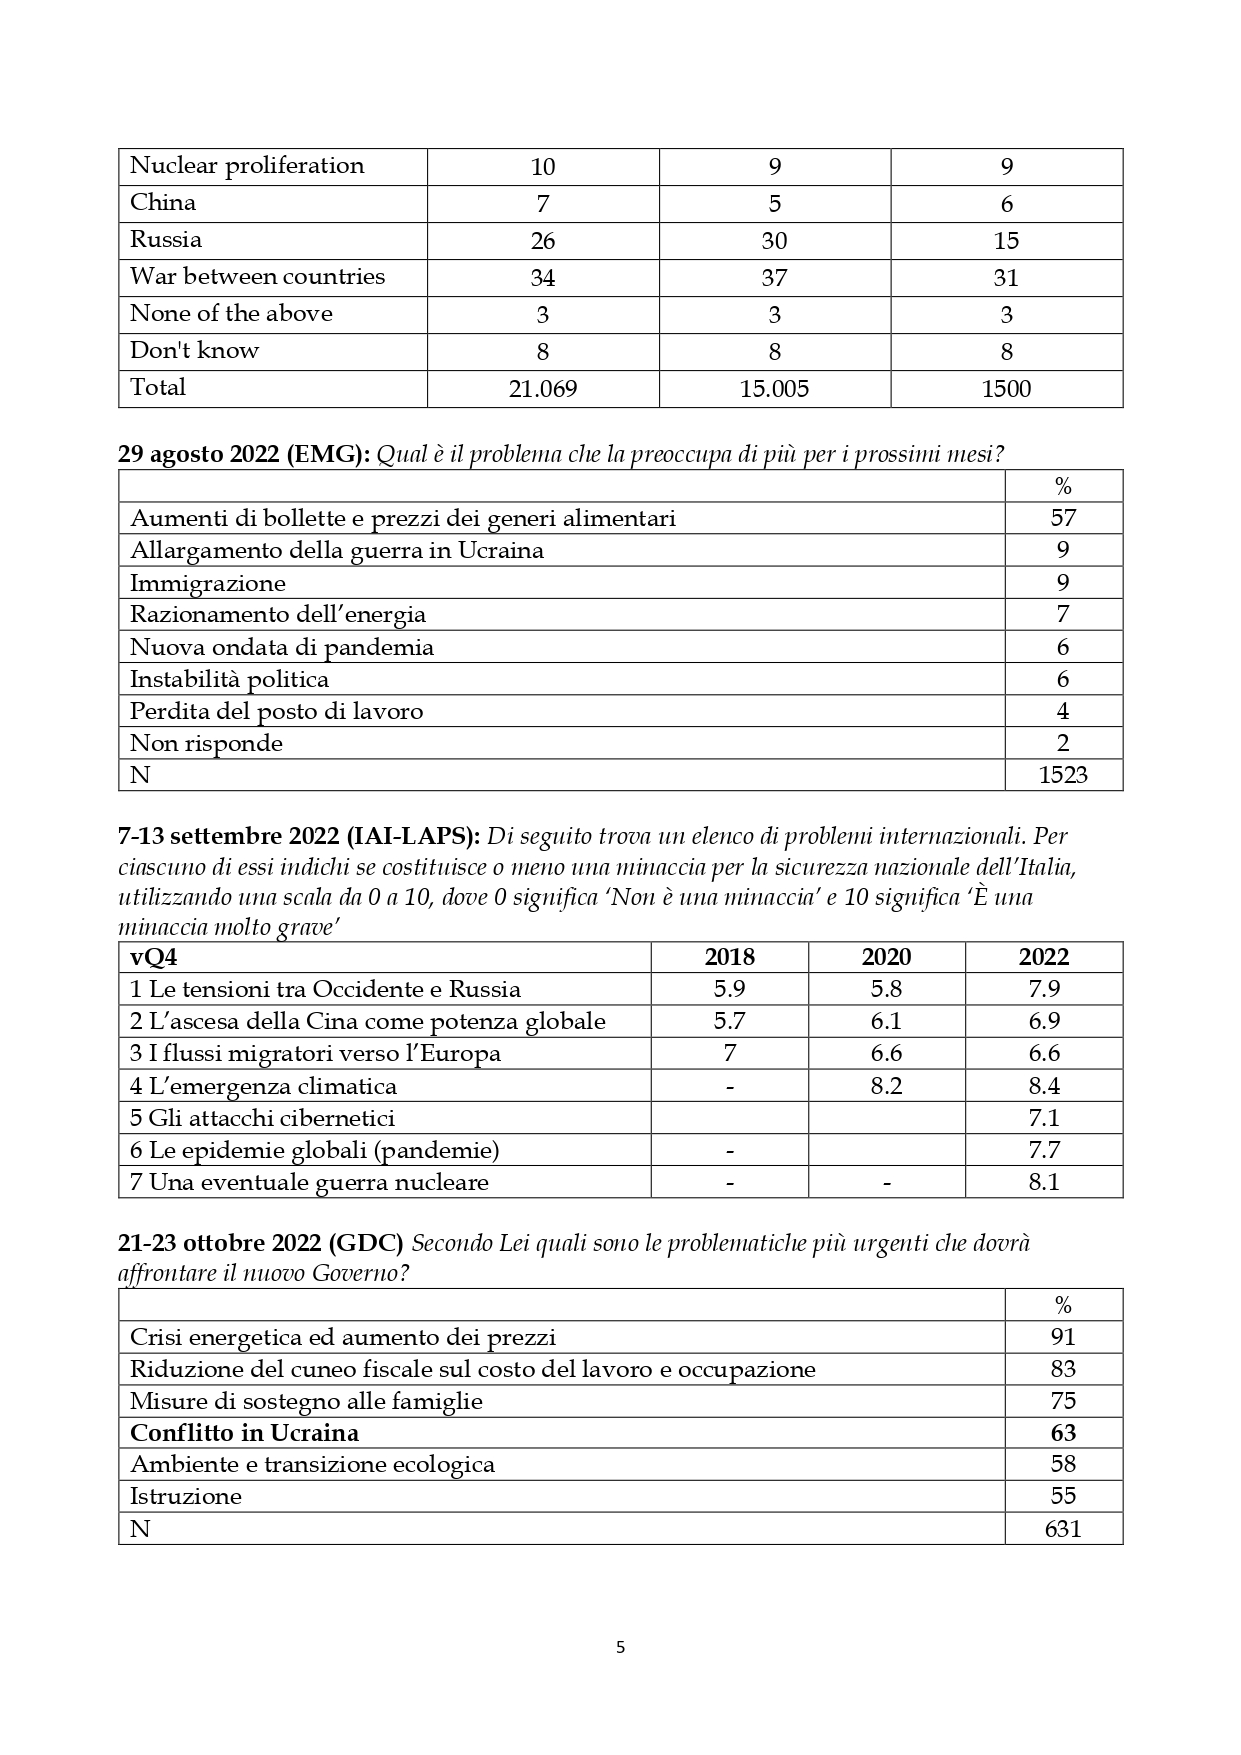 Nuclear proliferation 10 9 9
China 7 5 6
Russia 26 30 15
War between countries 34 37 31
None of the above 3 3 3
Don't know 8 8 8
Total 21.069 15.005 1500
29 agosto 2022 (EMG): Qual è il problema che la preoccupa di più per i prossimi mesi?
%
Aumenti di bollette e prezzi dei generi alimentari 57
Allargamento della guerra in Ucraina 9
Immigrazione 9
Razionamento dell’energia 7
Nuova ondata di pandemia 6
Instabilità politica 6
Perdita del posto di lavoro 4
Non risponde 2
N 1523
7-13 settembre 2022 (IAI-LAPS): Di seguito trova un elenco di problemi internazionali. Per
ciascuno di essi indichi se costituisce o meno una minaccia per la sicurezza nazionale dell’Italia,
utilizzando una scala da 0 a 10, dove 0 significa ‘Non è una minaccia’ e 10 significa ‘È una
minaccia molto grave’
vQ4 2018 2020 2022
1 Le tensioni tra Occidente e Russia 5.9 5.8 7.9
2 L’ascesa della Cina come potenza globale 5.7 6.1 6.9
3 I flussi migratori verso l’Europa 7 6.6 6.6
4 L’emergenza climatica - 8.2 8.4
5 Gli attacchi cibernetici 7.1
6 Le epidemie globali (pandemie) - 7.7
7 Una eventuale guerra nucleare - - 8.1
21-23 ottobre 2022 (GDC) Secondo Lei quali sono le problematiche più urgenti che dovrà
affrontare il nuovo Governo?
%
Crisi energetica ed aumento dei prezzi 91
Riduzione del cuneo fiscale sul costo del lavoro e occupazione 83
Misure di sostegno alle famiglie 75
Conflitto in Ucraina 63
Ambiente e transizione ecologica 58
Istruzione 55
N 631
5